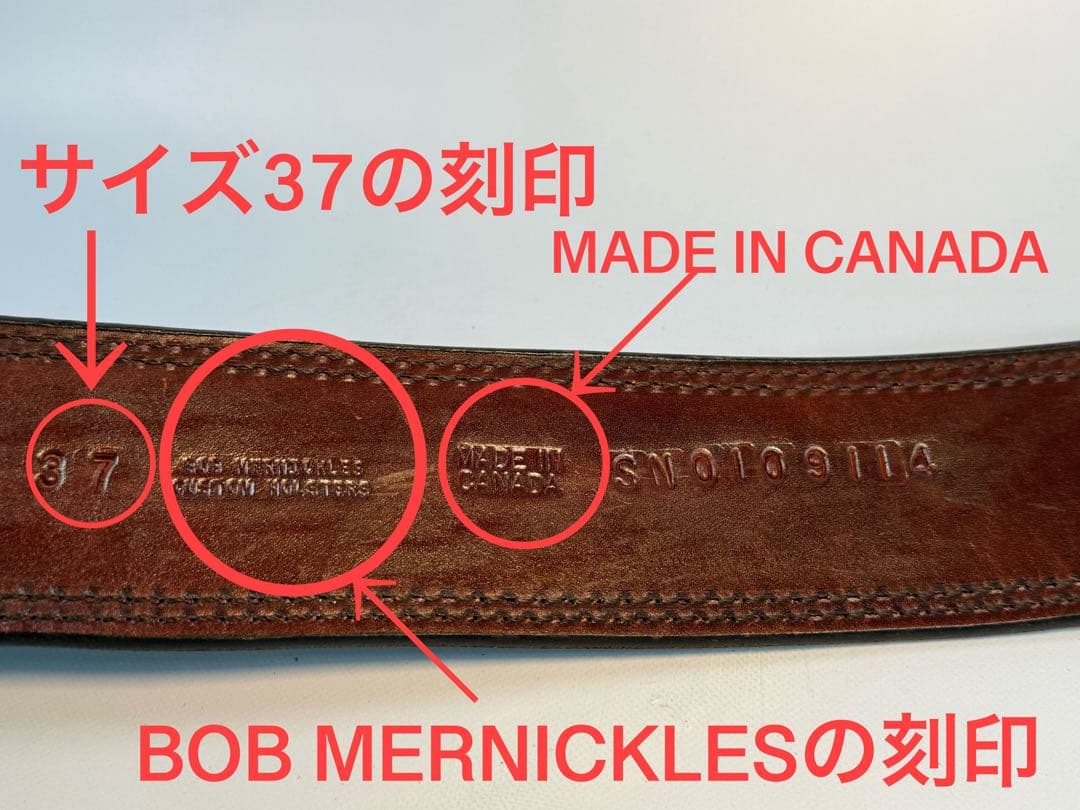 サイズ37の刻印
MADE IN CANADA
37
BOB MERNICKLES
CUSTOM HOLSTERS
MADE IN
CANADA
SN0109114
BOB MERNICKLESの刻印